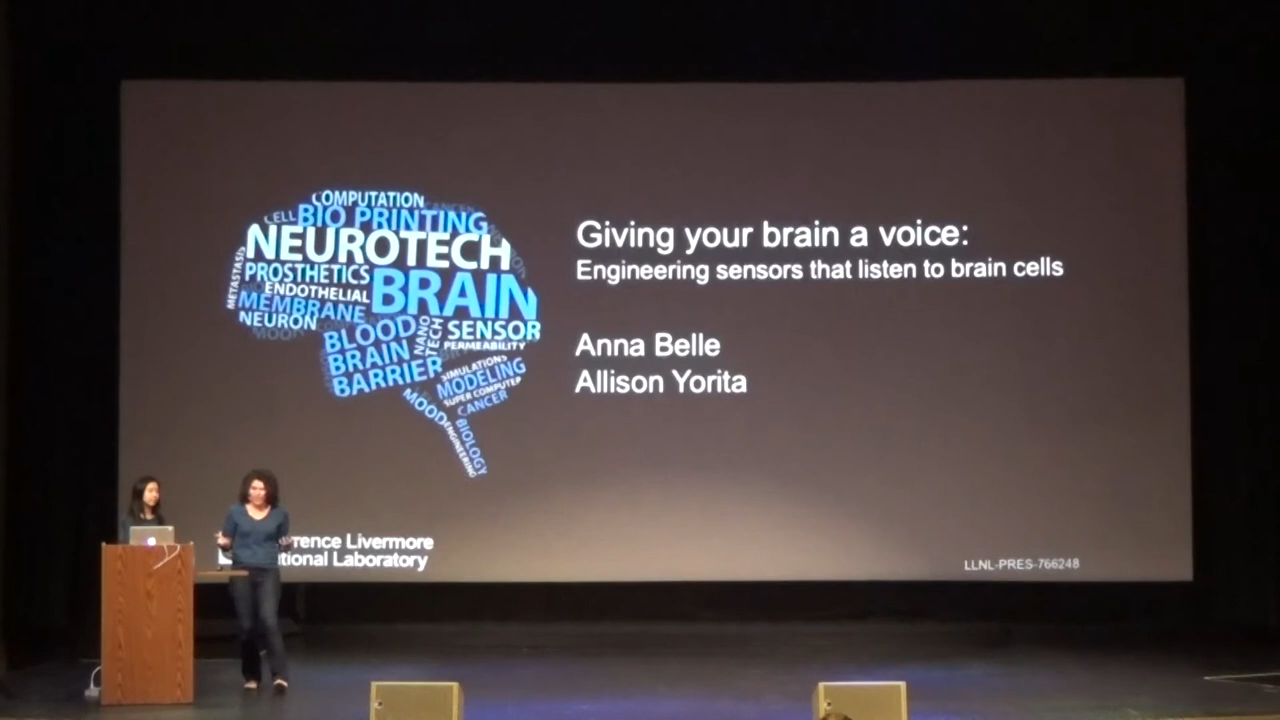 COMPUTATION
CELL
BIO PRINTING
NEUROTECH
METASTASIS
PROSTHETICS
BRAIN
ENDOTHELIAL
MEMBRANE
NEURON
BLOOD
BRAIN
BARRIER
NANO
TECH
SENSOR
PERMEABILITY
SIMULATIONS
MODELING
SUPER COMPUTER
CANCER
MOOD
ENGINEERING
BIOLOGY
Giving your brain a voice:
Engineering sensors that listen to brain cells
Anna Belle
Allison Yorita
rrence Livermore
tional Laboratory
LLNL-PRES-766248